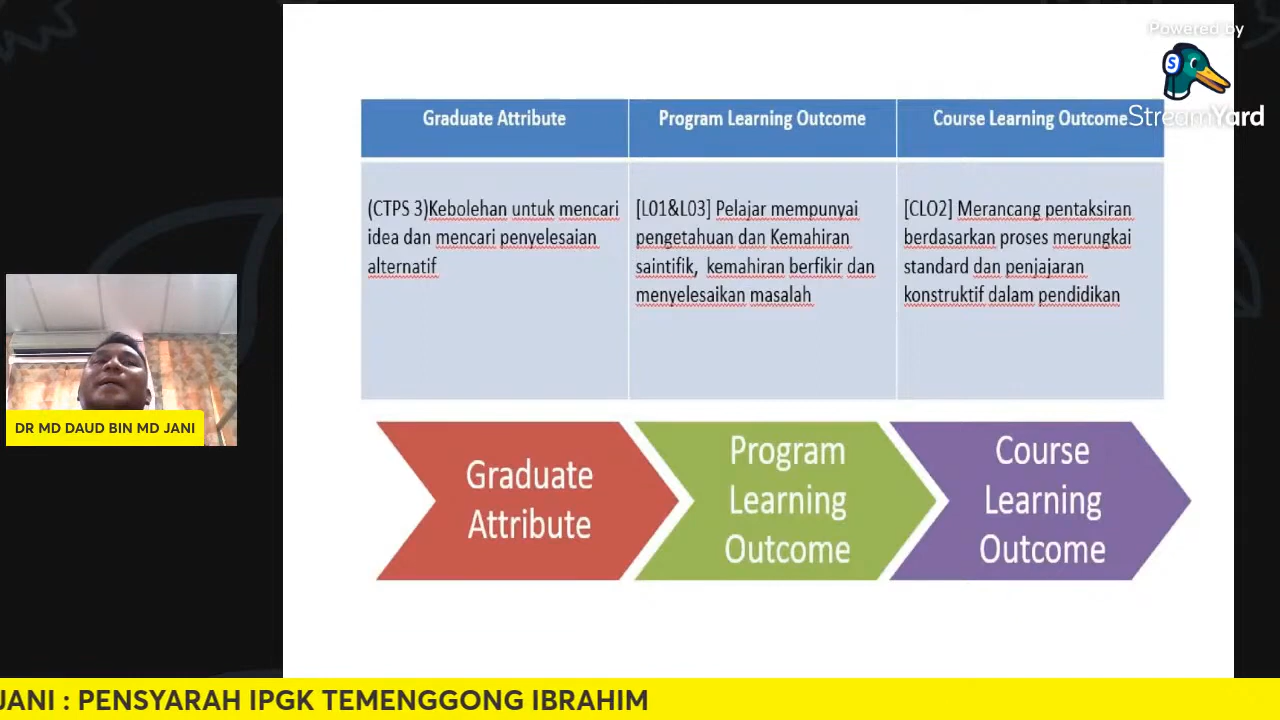 Powered by
StreamYard
Graduate Attribute
Program Learning Outcome
Course Learning Outcome
(CTPS 3)Kebolehan untuk mencari
idea dan mencari penyelesaian
alternatif
[L01&L03] Pelajar mempunyai
pengetahuan dan Kemahiran
saintifik, kemahiran berfikir dan
menyelesaikan masalah
[CLO2] Merancang pentaksiran
berdasarkan proses merungkai
standard dan penjajaran
konstruktif dalam pendidikan
Graduate
Attribute
Program
Learning
Outcome
Course
Learning
Outcome
DR MD DAUD BIN MD JANI
JANI : PENSYARAH IPGK TEMENGGONG IBRAHIM